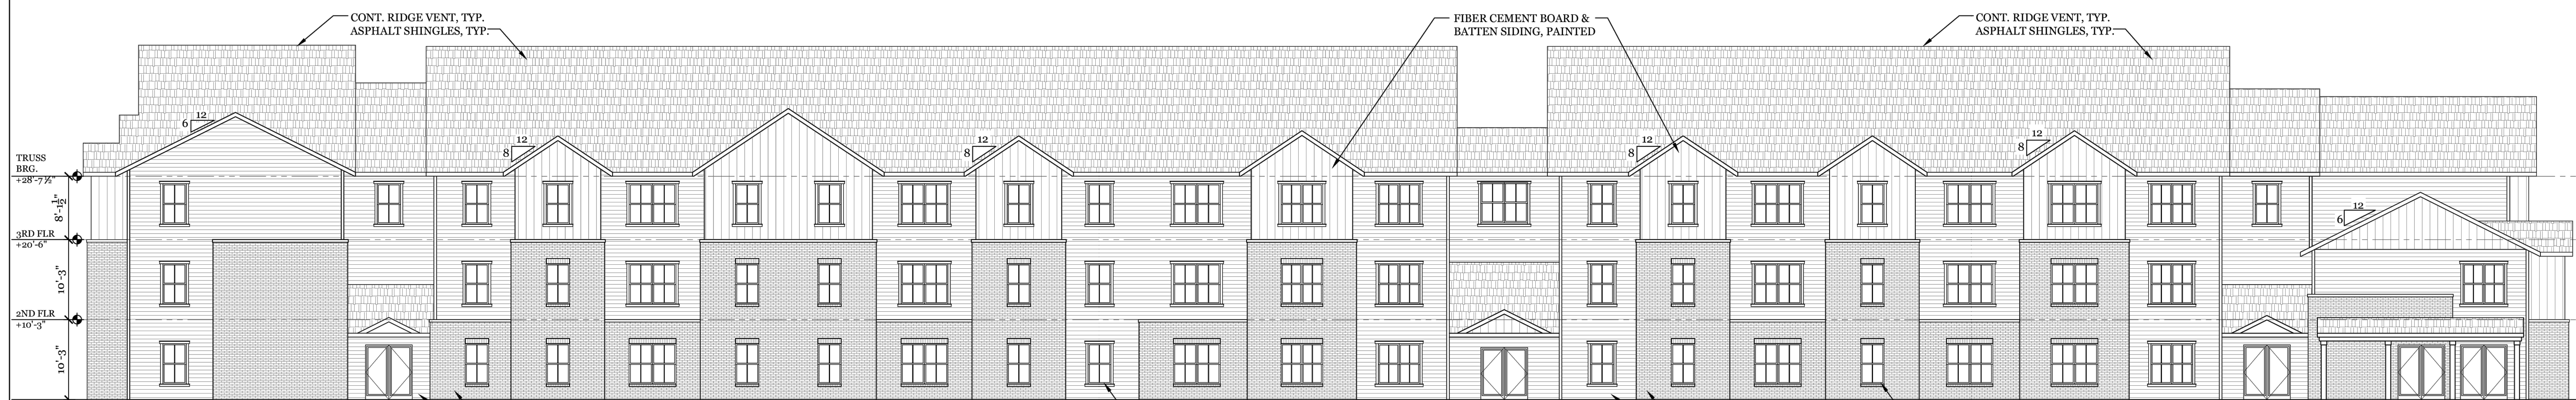 CONT. RIDGE VENT, TYP.
ASPHALT SHINGLES, TYP.
FIBER CEMENT BOARD &
BATTEN SIDING, PAINTED
CONT. RIDGE VENT, TYP.
ASPHALT SHINGLES, TYP.
12
6
12
8
12
8
12
8
12
8
12
6
TRUSS
BRG.
+28'-7½"
8'-1½"
3RD FLR
+20'-6"
10'-3"
2ND FLR
+10'-3"
10'-3"